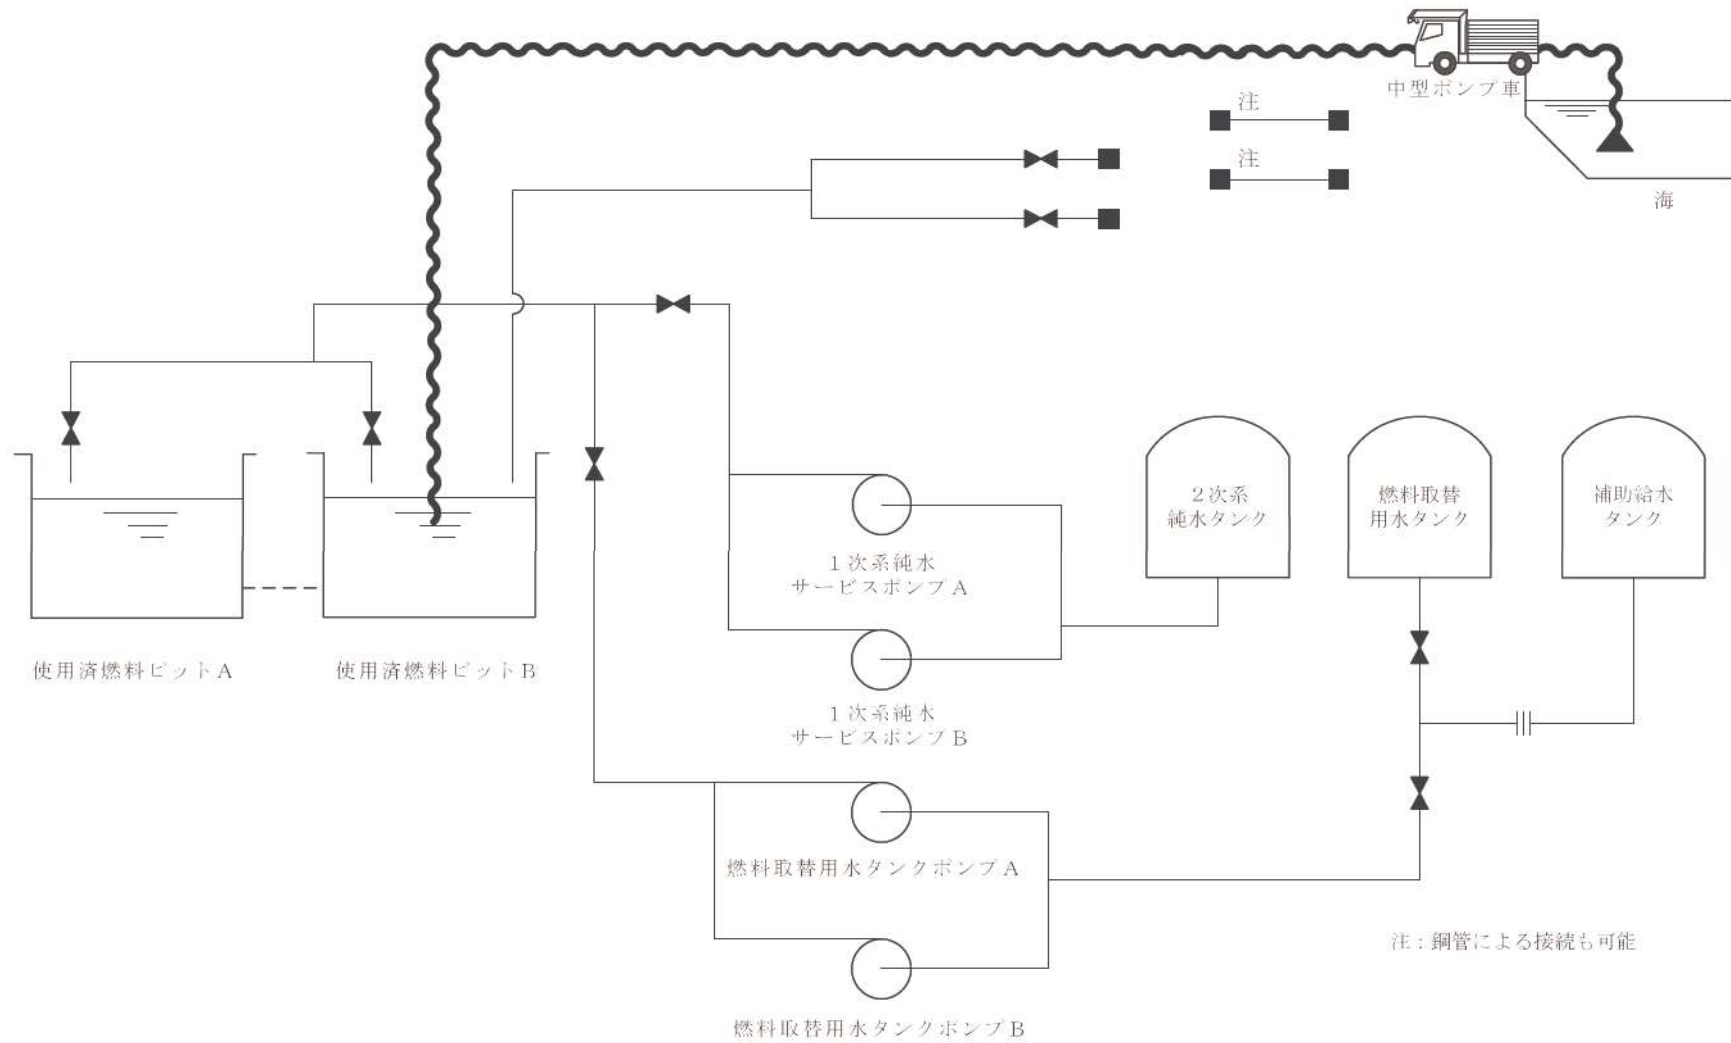 中型ポンプ車
注
注
海
2次系
純水タンク
燃料取替
用水タンク
補助給水
タンク
1次系純水
サービスポンプA
使用済燃料ピットA
使用済燃料ピットB
1次系純水
サービスポンプB
燃料取替用水タンクポンプA
注：鋼管による接続も可能
燃料取替用水タンクポンプB